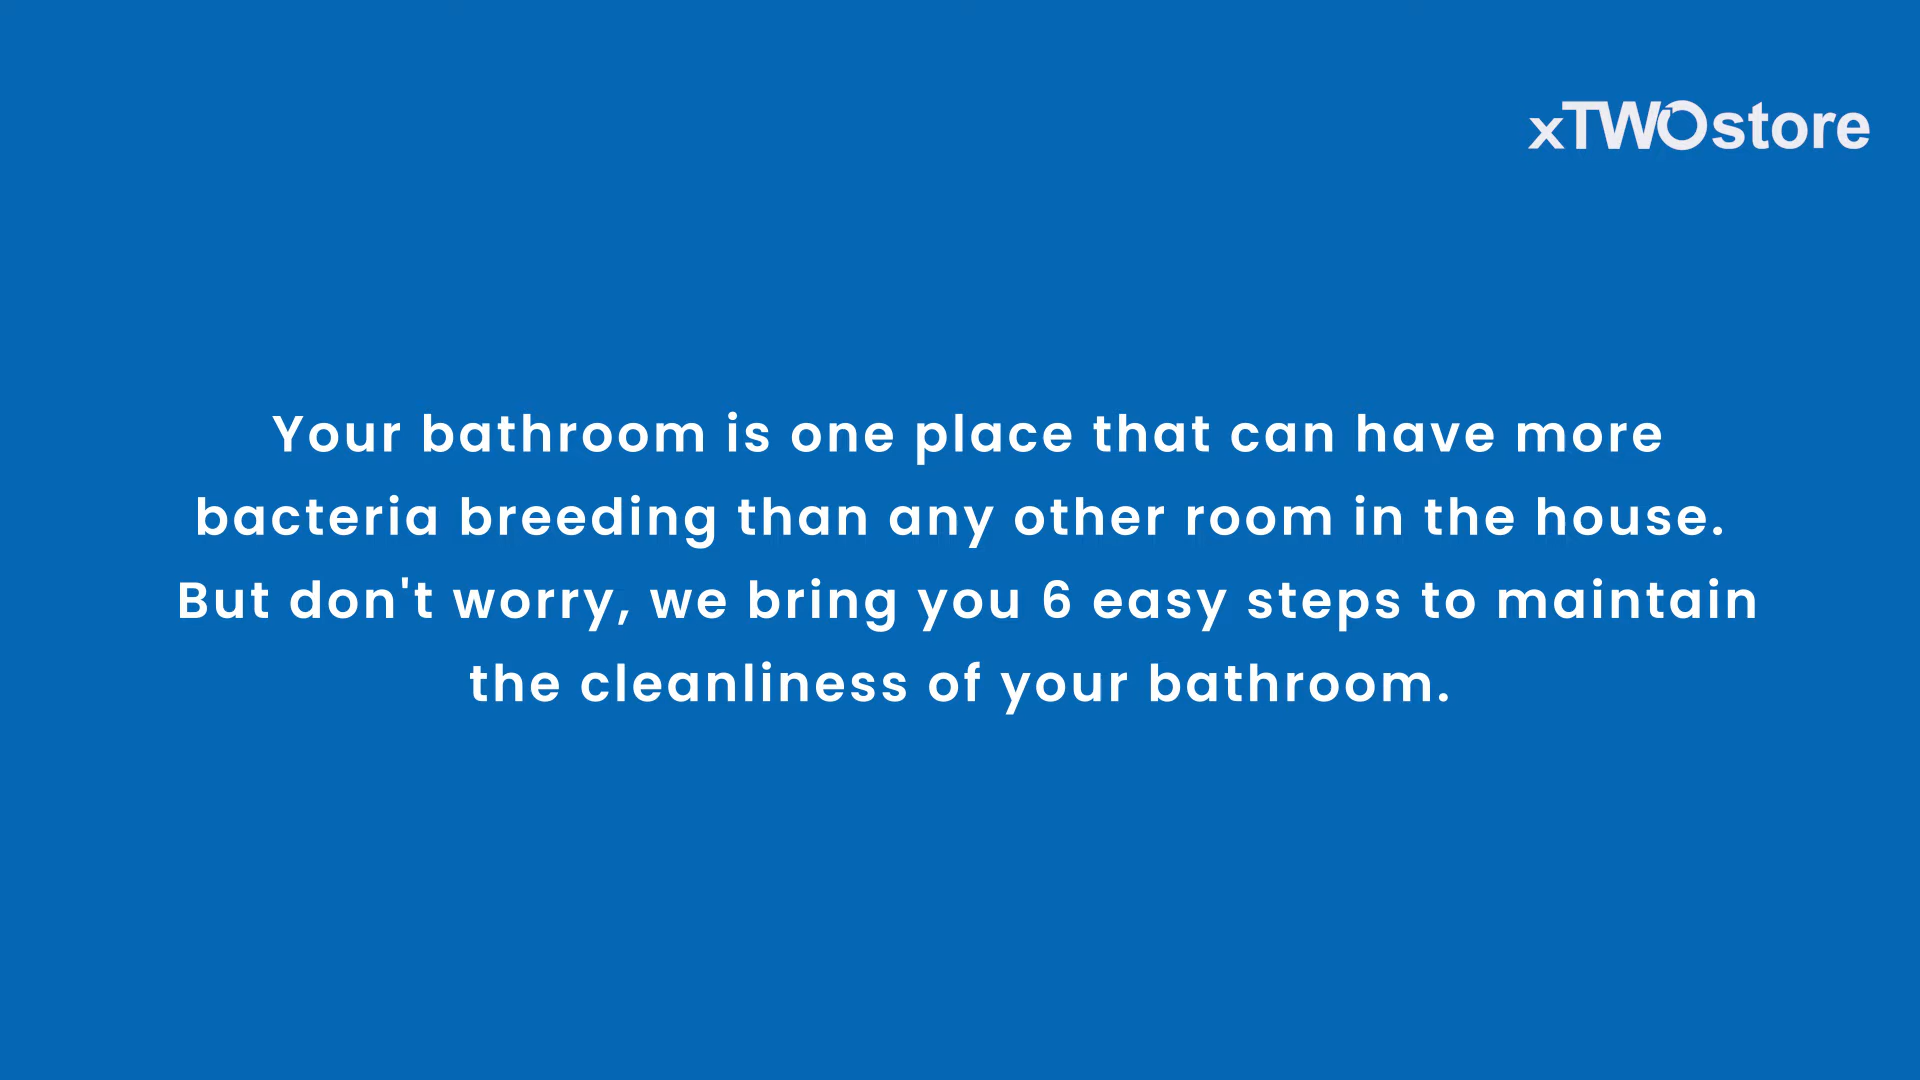 xTWOstore
Your bathroom is one place that can have more
bacteria breeding than any other room in the house.
But don't worry, we bring you 6 easy steps to maintain
the cleanliness of your bathroom.